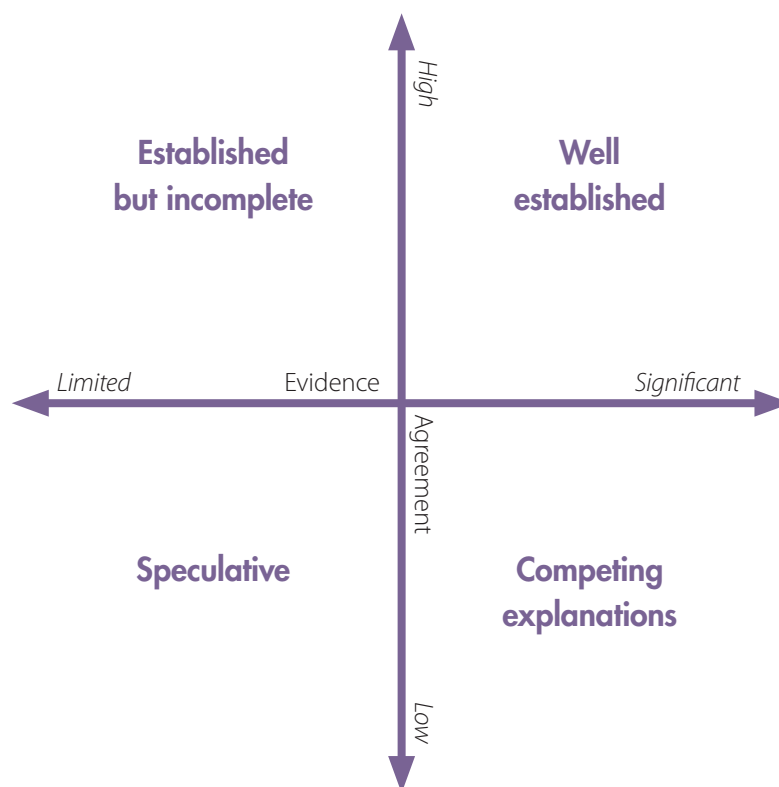 High
Established
but incomplete
Well
established
Limited
Evidence
Significant
Agreement
Speculative
Competing
explanations
Low